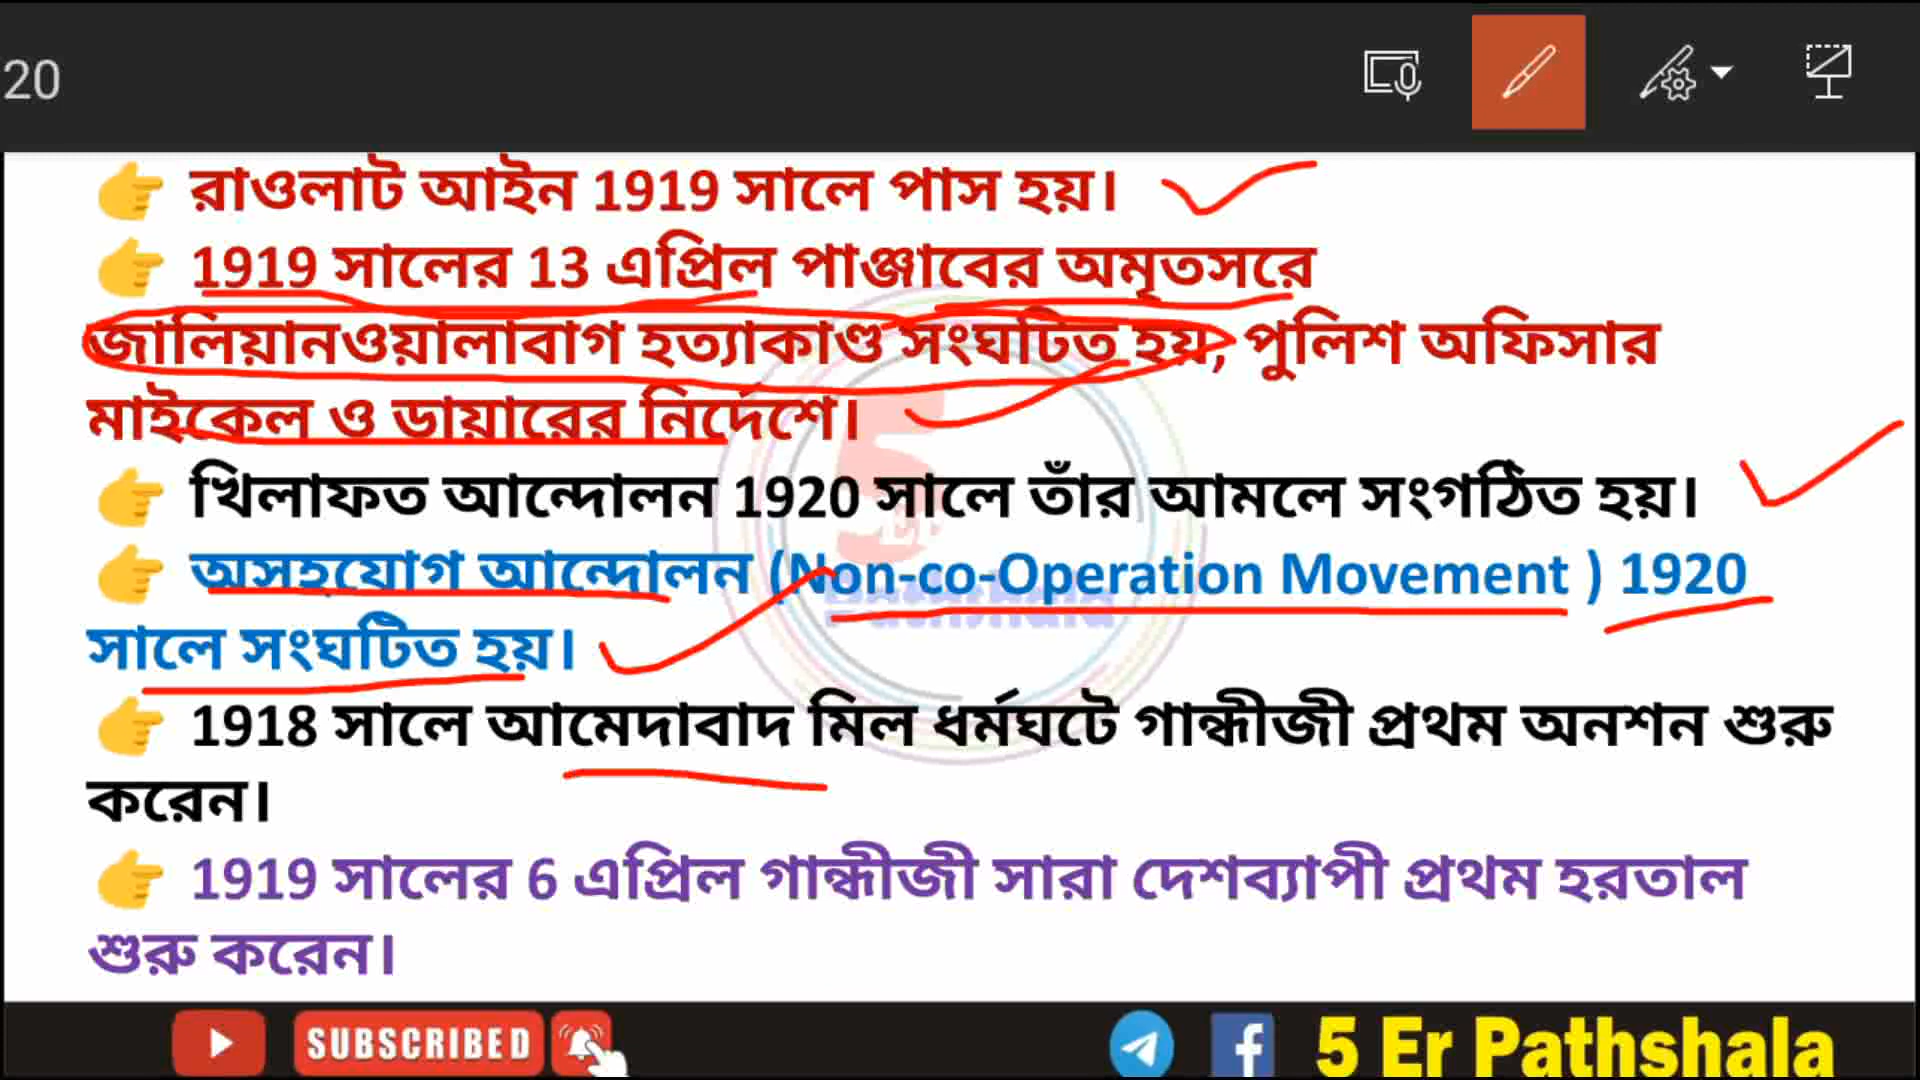 20
👉 রাওলাট আইন 1919 সালে পাস হয়।
👉 1919 সালের 13 এপ্রিল পাঞ্জাবের অমৃতসরে
জালিয়ানওয়ালাবাগ হত্যাকাণ্ড সংঘটিত হয়, পুলিশ অফিসার
মাইকেল ও ডায়ারের নির্দেশে।
👉 খিলাফত আন্দোলন 1920 সালে তাঁর আমলে সংগঠিত হয়।
👉 অসহযোগ আন্দোলন (Non-co-Operation Movement ) 1920
সালে সংঘটিত হয়।
👉 1918 সালে আমেদাবাদ মিল ধর্মঘটে গান্ধীজী প্রথম অনশন শুরু
করেন।
👉 1919 সালের 6 এপ্রিল গান্ধীজী সারা দেশব্যাপী প্রথম হরতাল
শুরু করেন।
SUBSCRIBED
5 Er Pathshala